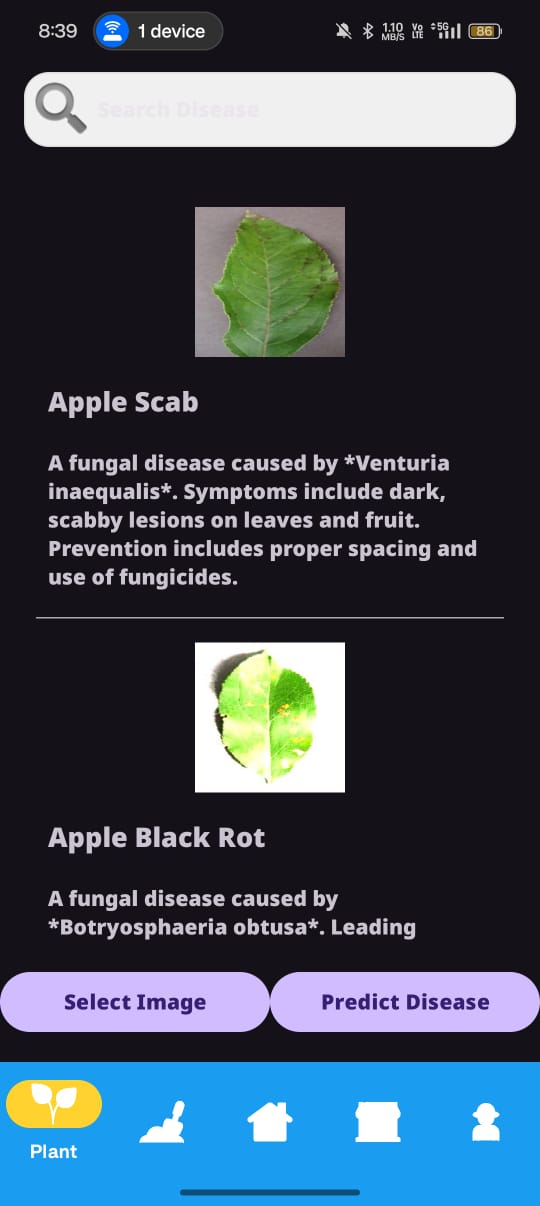 8:39
1 device
1.10
MB/S
Vo
LTE
5G
86
Search Disease
Apple Scab
A fungal disease caused by *Venturia
inaequalis*. Symptoms include dark,
scabby lesions on leaves and fruit.
Prevention includes proper spacing and
use of fungicides.
Apple Black Rot
A fungal disease caused by
*Botryosphaeria obtusa*. Leading
Select Image
Predict Disease
Plant